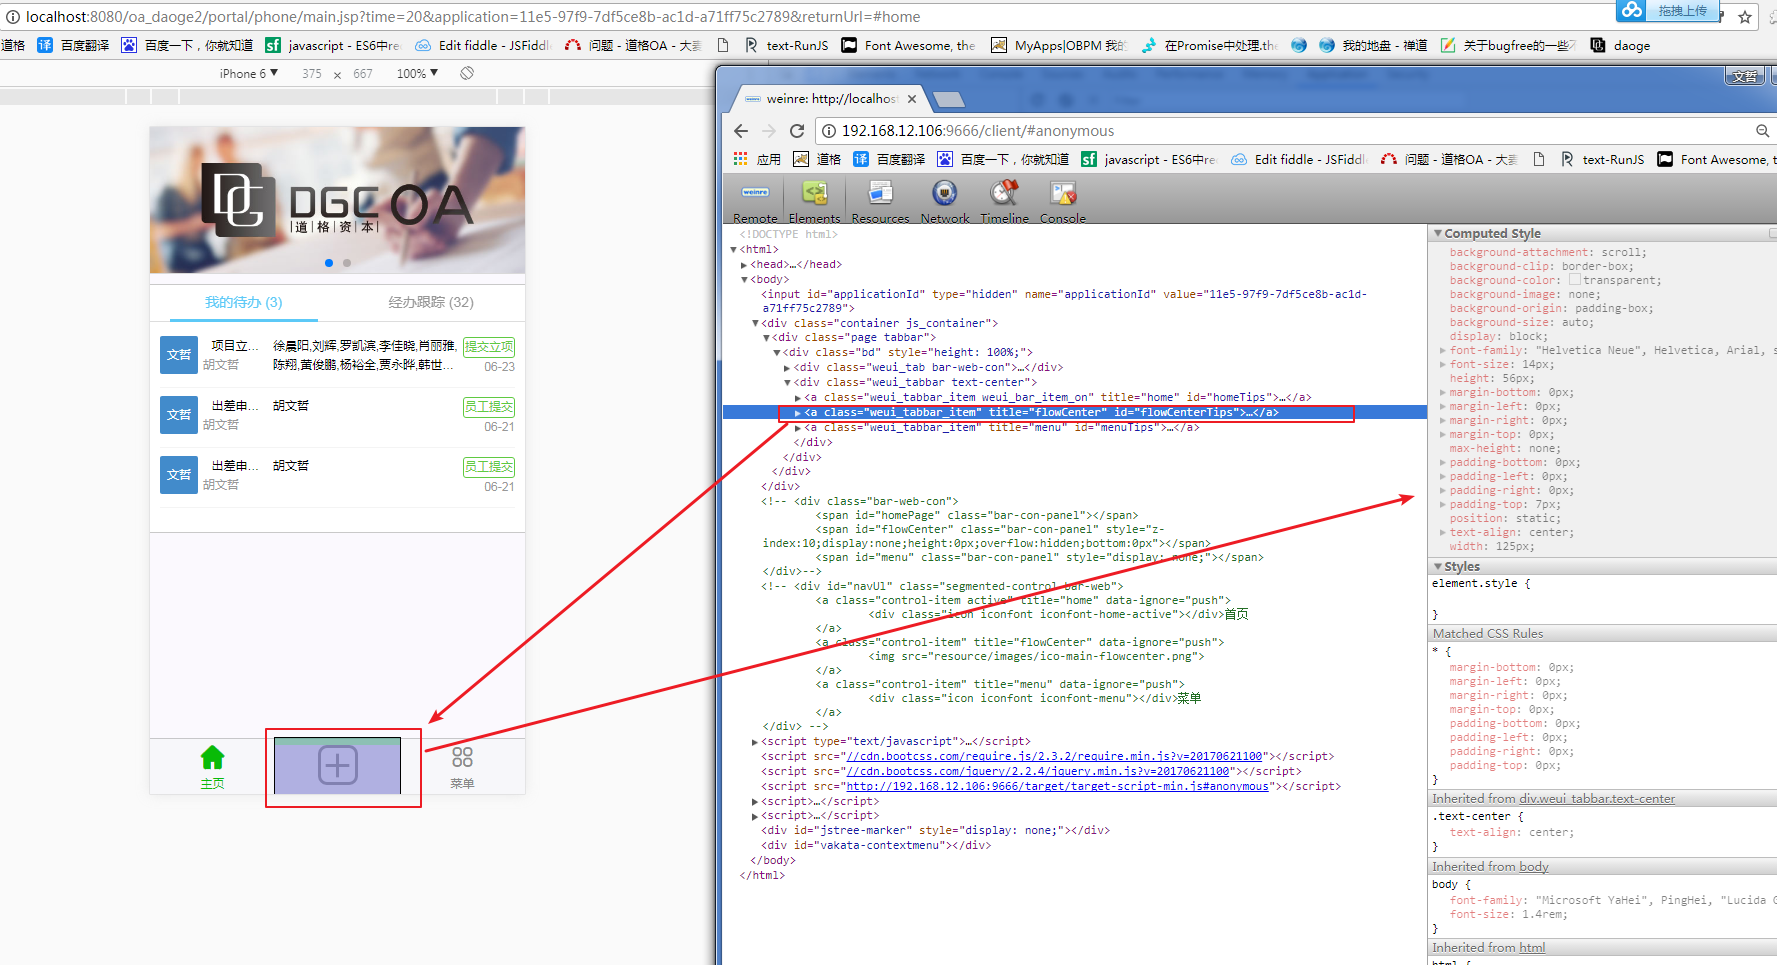 localhost:8080/oa_daoge2/portal/phone/main.jsp?time=20&application=11e5-97f9-7df5ce8b-ac1d-a71ff75c2789&returnUrl=#home
拖拽上传
道格 百度翻译 百度一下，你就知道 javascript - ES6中re Edit fiddle - JSFiddl 问题 - 道格OA - 大麦 text-RunJS Font Awesome, the MyApps|OBPM 我的 在Promise中处理.the 我的地盘 - 禅道 关于bugfree的一些不 daoge
iPhone 6 ▼ 375 × 667 100% ▼
文哲
weinre: http://localhos
192.168.12.106:9666/client/#anonymous
应用 道格 百度翻译 百度一下，你就知道 javascript - ES6中re Edit fiddle - JSFiddl 问题 - 道格OA - 大麦 text-RunJS Font Awesome, t
weinre
Remote Elements Resources Network Timeline Console
DG DGC OA
道|格|资|本
我的待办 (3) 经办跟踪 (32)
文哲 项目立... 徐晨阳,刘辉,罗凯滨,李佳晓,肖丽雅, 提交立项
胡文哲 陈翔,黄俊鹏,杨裕全,贾永晔,韩世... 06-23
文哲 出差申... 胡文哲 员工提交
胡文哲 06-21
文哲 出差申... 胡文哲 员工提交
胡文哲 06-21
主页 菜单
<!DOCTYPE html>
▼<html>
▶<head>…</head>
▼<body>
<input id="applicationId" type="hidden" name="applicationId" value="11e5-97f9-7df5ce8b-ac1d-
a71ff75c2789">
▼<div class="container js_container">
▼<div class="page tabbar">
▼<div class="bd" style="height: 100%;">
▶<div class="weui_tab bar-web-con">…</div>
▼<div class="weui_tabbar text-center">
▶<a class="weui_tabbar_item weui_bar_item_on" title="home" id="homeTips">…</a>
▶<a class="weui_tabbar_item" title="flowCenter" id="flowCenterTips">…</a>
▶<a class="weui_tabbar_item" title="menu" id="menuTips">…</a>
</div>
</div>
</div>
</div>
<!-- <div class="bar-web-con">
<span id="homePage" class="bar-con-panel"></span>
<span id="flowCenter" class="bar-con-panel" style="z-
index:10;display:none;height:0px;overflow:hidden;bottom:0px"></span>
<span id="menu" class="bar-con-panel" style="display: none;"></span>
</div>-->
<!-- <div id="navUl" class="segmented-control bar-web">
<a class="control-item active" title="home" data-ignore="push">
<div class="icon iconfont iconfont-home-active"></div>首页
</a>
<a class="control-item" title="flowCenter" data-ignore="push">
<img src="resource/images/ico-main-flowcenter.png">
</a>
<a class="control-item" title="menu" data-ignore="push">
<div class="icon iconfont iconfont-menu"></div>菜单
</a>
</div> -->
▶<script type="text/javascript">…</script>
<script src="//cdn.bootcss.com/require.js/2.3.2/require.min.js?v=20170621100"></script>
<script src="//cdn.bootcss.com/jquery/2.2.4/jquery.min.js?v=20170621100"></script>
<script src="http://192.168.12.106:9666/target/target-script-min.js#anonymous"></script>
▶<script>…</script>
▶<script>…</script>
<div id="jstree-marker" style="display: none;"></div>
<div id="vakata-contextmenu"></div>
</body>
</html>
▼Computed Style
background-attachment: scroll;
background-clip: border-box;
background-color: transparent;
background-image: none;
background-origin: padding-box;
background-size: auto;
display: block;
▶font-family: "Helvetica Neue", Helvetica, Arial, s
▶font-size: 14px;
height: 56px;
▶margin-bottom: 0px;
▶margin-left: 0px;
▶margin-right: 0px;
▶margin-top: 0px;
max-height: none;
▶padding-bottom: 0px;
▶padding-left: 0px;
▶padding-right: 0px;
▶padding-top: 7px;
position: static;
▶text-align: center;
width: 125px;
▼Styles
element.style {
}
Matched CSS Rules
* {
margin-bottom: 0px;
margin-left: 0px;
margin-right: 0px;
margin-top: 0px;
padding-bottom: 0px;
padding-left: 0px;
padding-right: 0px;
padding-top: 0px;
}
Inherited from div.weui_tabbar.text-center
.text-center {
text-align: center;
}
Inherited from body
body {
font-family: "Microsoft YaHei", PingHei, "Lucida G
font-size: 1.4rem;
}
Inherited from html
html {